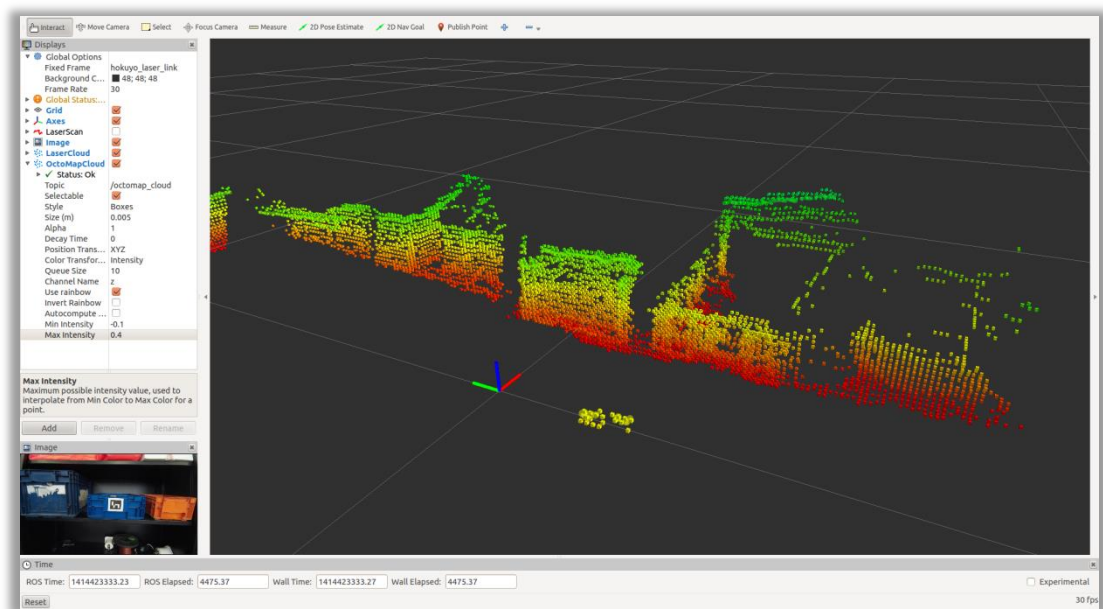 Interact Move Camera Select Focus Camera Measure 2D Pose Estimate 2D Nav Goal Publish Point
Displays
Global Options
Fixed Frame hokuyo_laser_link
Background C... 48; 48; 48
Frame Rate 30
Global Status:...
Grid
Axes
LaserScan
Image
LaserCloud
OctoMapCloud
Status: Ok
Topic /octomap_cloud
Selectable
Style Boxes
Size (m) 0.005
Alpha 1
Decay Time 0
Position Trans... XYZ
Color Transfor... Intensity
Queue Size 10
Channel Name z
Use rainbow
Invert Rainbow
Autocompute ...
Min Intensity -0.1
Max Intensity 0.4
Max Intensity
Maximum possible intensity value, used to
interpolate from Min Color to Max Color for a
point.
Add Remove Rename
Image
Time
ROS Time: 1414423333.23 ROS Elapsed: 4475.37 Wall Time: 1414423333.27 Wall Elapsed: 4475.37 Experimental
Reset 30 fps